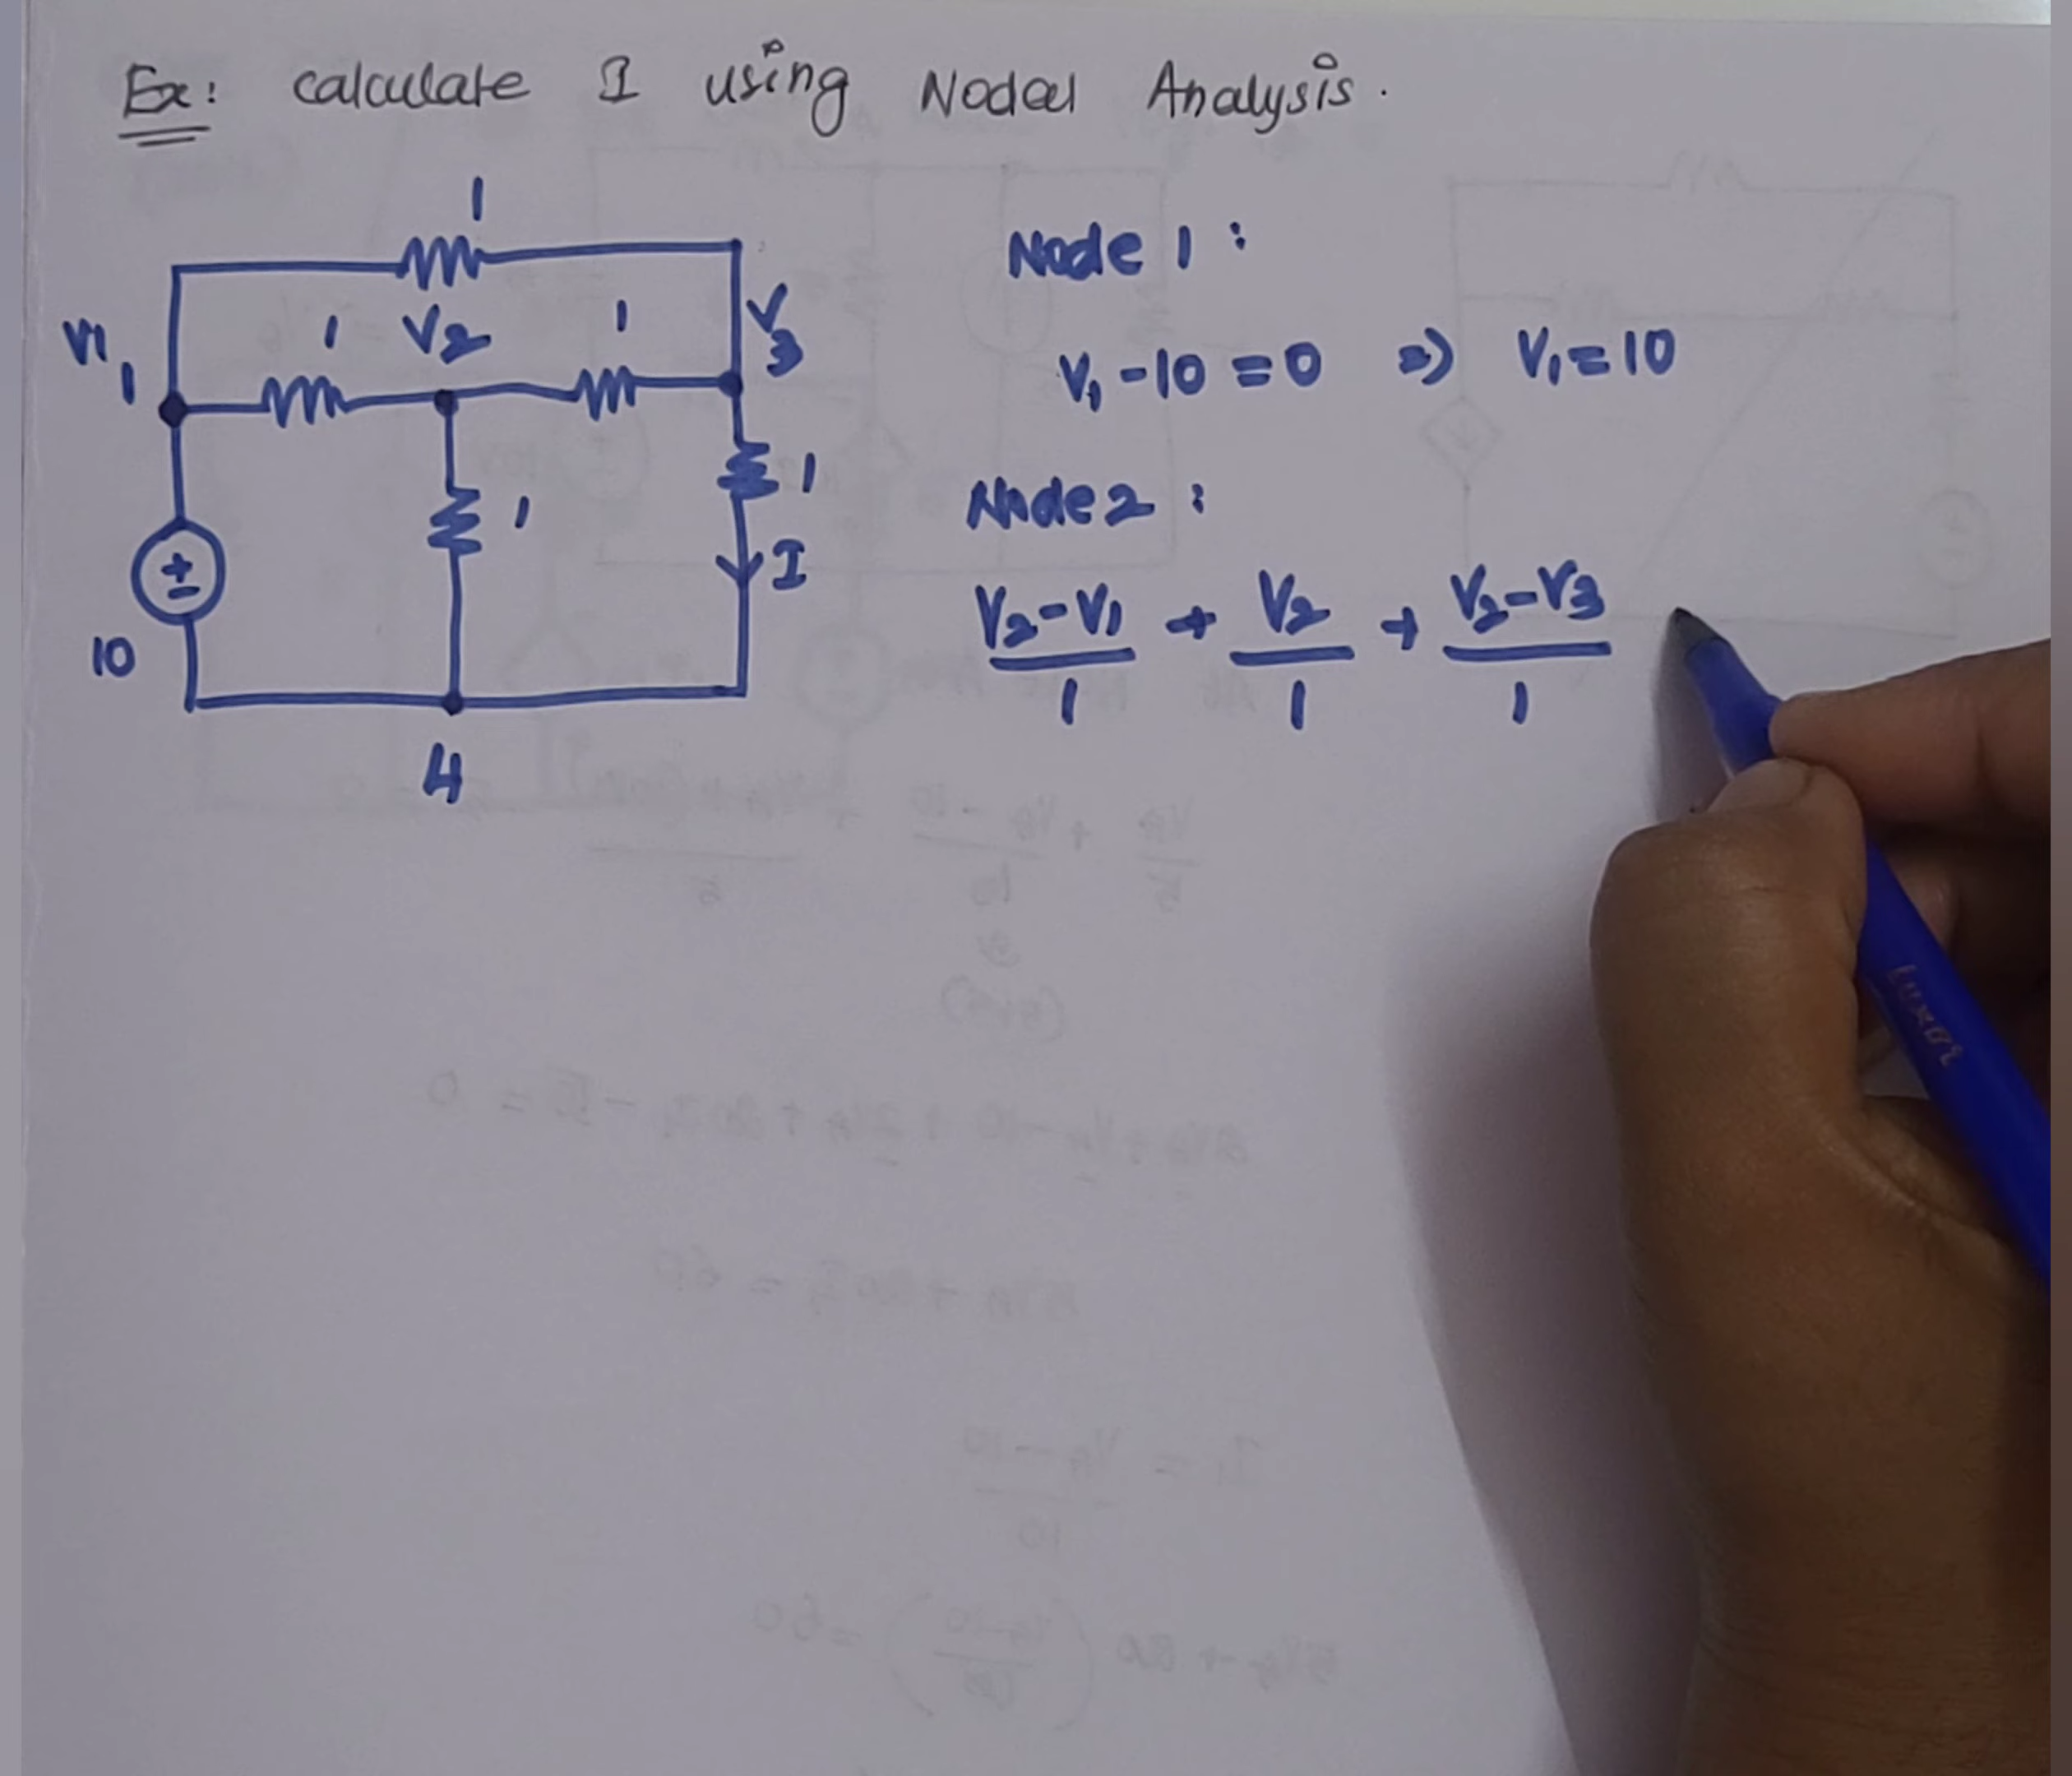 Ex: calculate I using Nodal Analysis.
1
V1
1
1
V2
1
V3
1
1
I
10
4
Node 1 :
V1 - 10 = 0 => V1 = 10
Node 2 :
V2 - V1 + V2 + V2 - V3
1 1 1
luxor